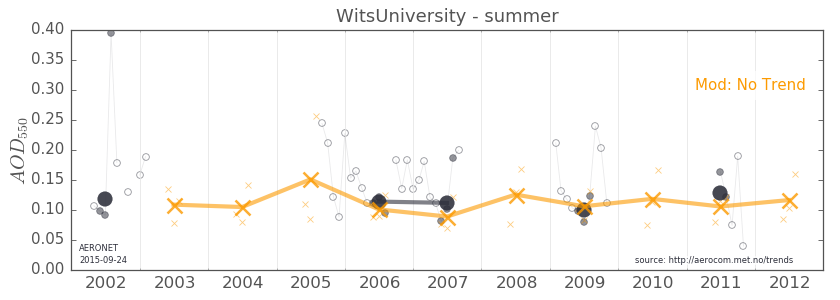 WitsUniversity - summer
0.40
0.35
0.30
0.25
0.20
0.15
0.10
0.05
0.00
AOD550
Mod: No Trend
AERONET
2015-09-24
source: http://aerocom.met.no/trends
2002 2003 2004 2005 2006 2007 2008 2009 2010 2011 2012